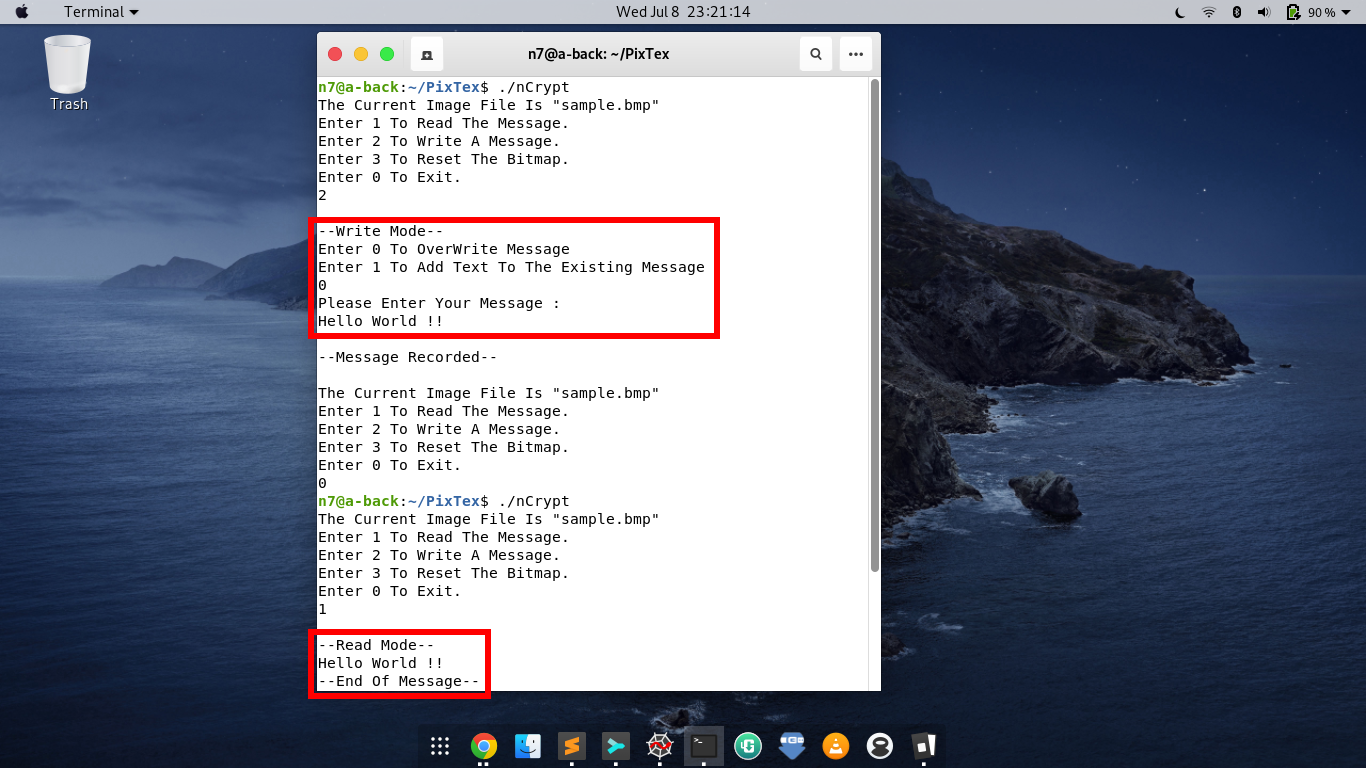 Terminal
Wed Jul 8 23:21:14
90 %
Trash
n7@a-back: ~/PixTex
n7@a-back:~/PixTex$ ./nCrypt
The Current Image File Is "sample.bmp"
Enter 1 To Read The Message.
Enter 2 To Write A Message.
Enter 3 To Reset The Bitmap.
Enter 0 To Exit.
2
--Write Mode--
Enter 0 To OverWrite Message
Enter 1 To Add Text To The Existing Message
0
Please Enter Your Message :
Hello World !!
--Message Recorded--
The Current Image File Is "sample.bmp"
Enter 1 To Read The Message.
Enter 2 To Write A Message.
Enter 3 To Reset The Bitmap.
Enter 0 To Exit.
0
n7@a-back:~/PixTex$ ./nCrypt
The Current Image File Is "sample.bmp"
Enter 1 To Read The Message.
Enter 2 To Write A Message.
Enter 3 To Reset The Bitmap.
Enter 0 To Exit.
1
--Read Mode--
Hello World !!
--End Of Message--